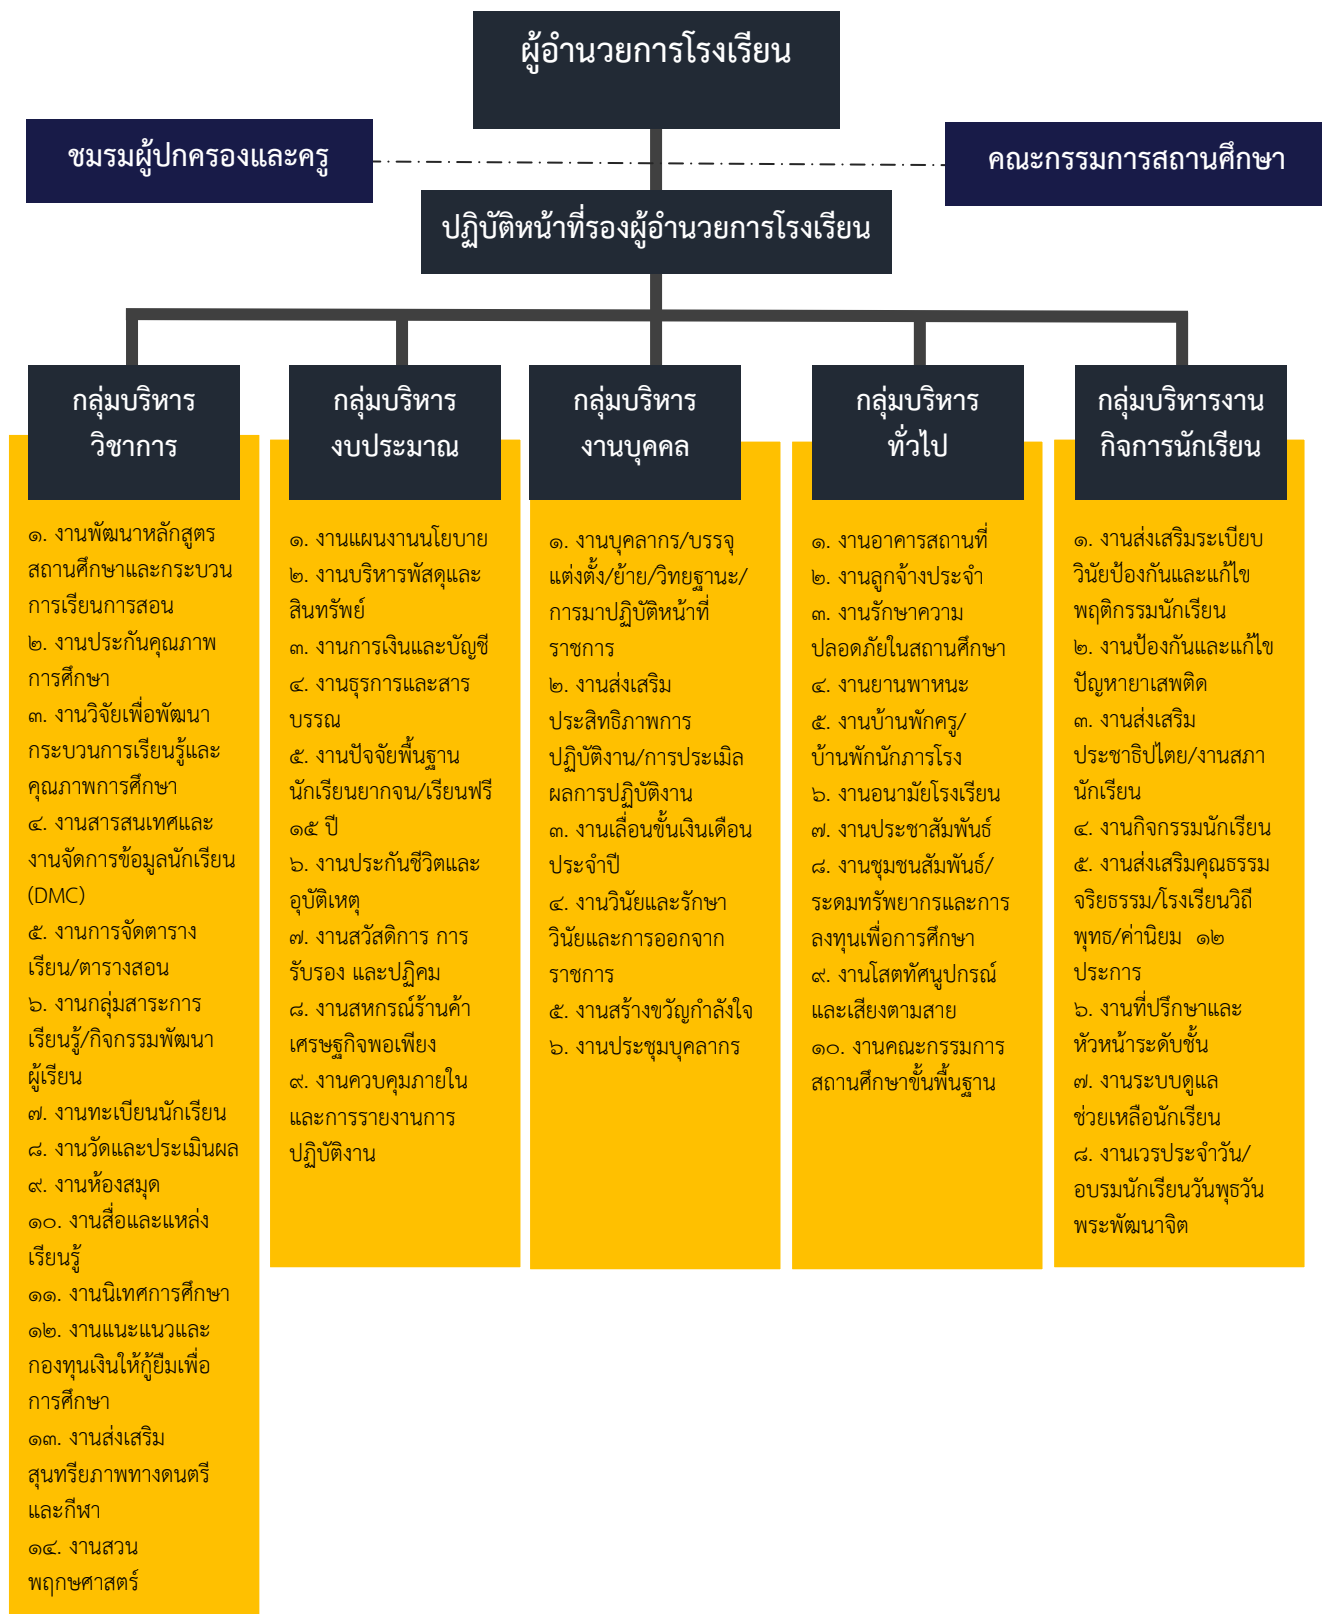 ผู้อำนวยการโรงเรียน
ชมรมผู้ปกครองและครู
คณะกรรมการสถานศึกษา
ปฏิบัติหน้าที่รองผู้อำนวยการโรงเรียน
กลุ่มบริหาร
วิชาการ
๑. งานพัฒนาหลักสูตร
สถานศึกษาและกระบวน
การเรียนการสอน
๒. งานประกันคุณภาพ
การศึกษา
๓. งานวิจัยเพื่อพัฒนา
กระบวนการเรียนรู้และ
คุณภาพการศึกษา
๔. งานสารสนเทศและ
งานจัดการข้อมูลนักเรียน
(DMC)
๕. งานการจัดตาราง
เรียน/ตารางสอน
๖. งานกลุ่มสาระการ
เรียนรู้/กิจกรรมพัฒนา
ผู้เรียน
๗. งานทะเบียนนักเรียน
๘. งานวัดและประเมินผล
๙. งานห้องสมุด
๑๐. งานสื่อและแหล่ง
เรียนรู้
๑๑. งานนิเทศการศึกษา
๑๒. งานแนะแนวและ
กองทุนเงินให้กู้ยืมเพื่อ
การศึกษา
๑๓. งานส่งเสริม
สุนทรียภาพทางดนตรี
และกีฬา
๑๔. งานสวน
พฤกษศาสตร์
กลุ่มบริหาร
งบประมาณ
๑. งานแผนงานนโยบาย
๒. งานบริหารพัสดุและ
สินทรัพย์
๓. งานการเงินและบัญชี
๔. งานธุรการและสาร
บรรณ
๕. งานปัจจัยพื้นฐาน
นักเรียนยากจน/เรียนฟรี
๑๕ ปี
๖. งานประกันชีวิตและ
อุบัติเหตุ
๗. งานสวัสดิการ การ
รับรอง และปฏิคม
๘. งานสหกรณ์ร้านค้า
เศรษฐกิจพอเพียง
๙. งานควบคุมภายใน
และการรายงานการ
ปฏิบัติงาน
กลุ่มบริหาร
งานบุคคล
๑. งานบุคลากร/บรรจุ
แต่งตั้ง/ย้าย/วิทยฐานะ/
การมาปฏิบัติหน้าที่
ราชการ
๒. งานส่งเสริม
ประสิทธิภาพการ
ปฏิบัติงาน/การประเมิล
ผลการปฏิบัติงาน
๓. งานเลื่อนขั้นเงินเดือน
ประจำปี
๔. งานวินัยและรักษา
วินัยและการออกจาก
ราชการ
๕. งานสร้างขวัญกำลังใจ
๖. งานประชุมบุคลากร
กลุ่มบริหาร
ทั่วไป
๑. งานอาคารสถานที่
๒. งานลูกจ้างประจำ
๓. งานรักษาความ
ปลอดภัยในสถานศึกษา
๔. งานยานพาหนะ
๕. งานบ้านพักครู/
บ้านพักนักภารโรง
๖. งานอนามัยโรงเรียน
๗. งานประชาสัมพันธ์
๘. งานชุมชนสัมพันธ์/
ระดมทรัพยากรและการ
ลงทุนเพื่อการศึกษา
๙. งานโสตทัศนูปกรณ์
และเสียงตามสาย
๑๐. งานคณะกรรมการ
สถานศึกษาขั้นพื้นฐาน
กลุ่มบริหารงาน
กิจการนักเรียน
๑. งานส่งเสริมระเบียบ
วินัยป้องกันและแก้ไข
พฤติกรรมนักเรียน
๒. งานป้องกันและแก้ไข
ปัญหายาเสพติด
๓. งานส่งเสริม
ประชาธิปไตย/งานสภา
นักเรียน
๔. งานกิจกรรมนักเรียน
๕. งานส่งเสริมคุณธรรม
จริยธรรม/โรงเรียนวิถี
พุทธ/ค่านิยม ๑๒
ประการ
๖. งานที่ปรึกษาและ
หัวหน้าระดับชั้น
๗. งานระบบดูแล
ช่วยเหลือนักเรียน
๘. งานเวรประจำวัน/
อบรมนักเรียนวันพุธวัน
พระพัฒนาจิต